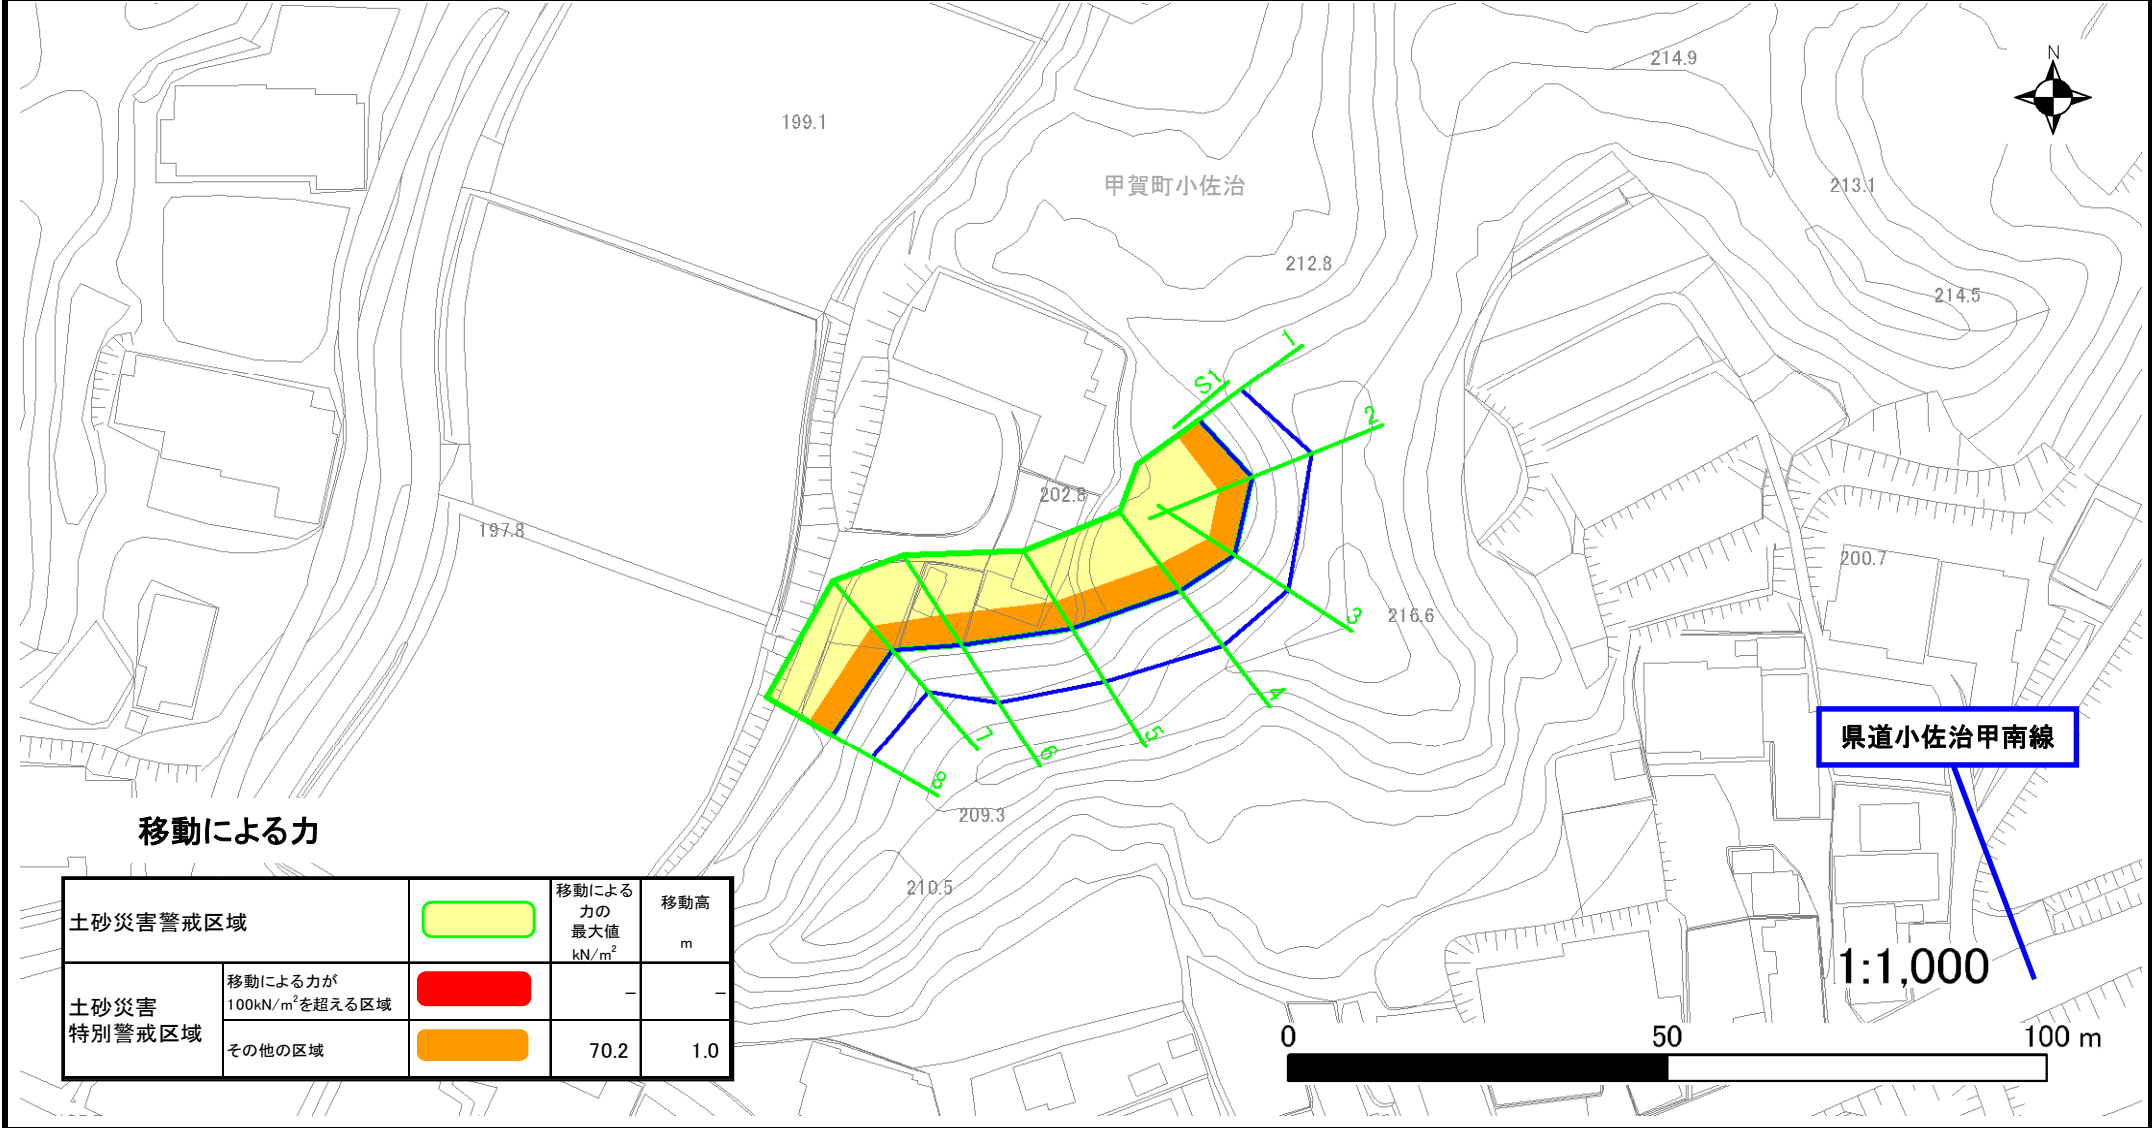 N
214.9
199.1
甲賀町小佐治
213.1
212.8
214.5
1
S1
2
202.8
197.8
200.7
3
216.6
4
5
6
7
8
県道小佐治甲南線
209.3
210.5
移動による力
土砂災害警戒区域
移動による
力の
最大値
kN/m²
移動高
m
土砂災害
特別警戒区域
移動による力が
100kN/m²を超える区域
–
–
その他の区域
70.2
1.0
1:1,000
0
50
100 m